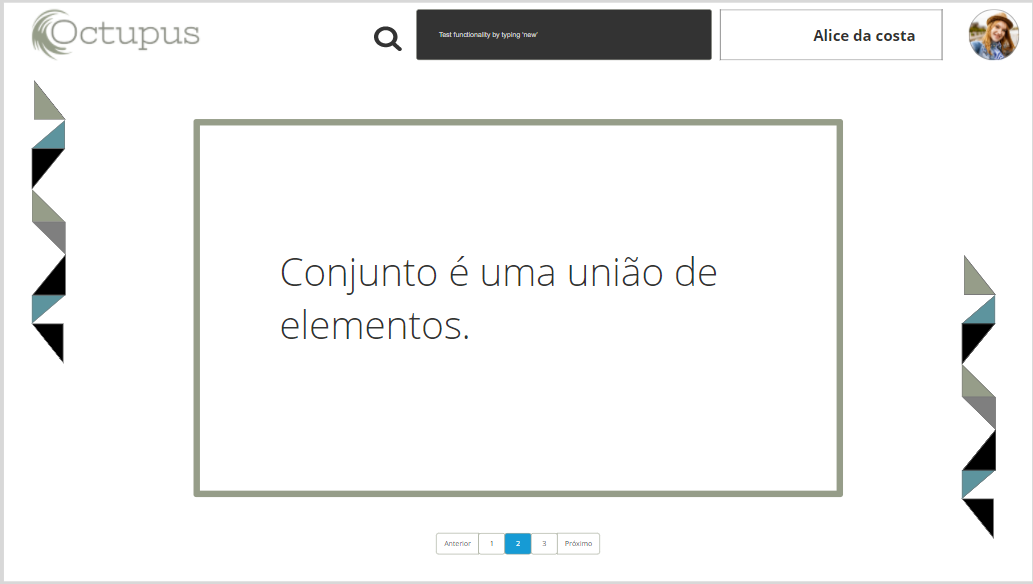 Octupus
Test functionality by typing 'new'
Alice da costa
Conjunto é uma união de
elementos.
Anterior 1 2 3 Próximo